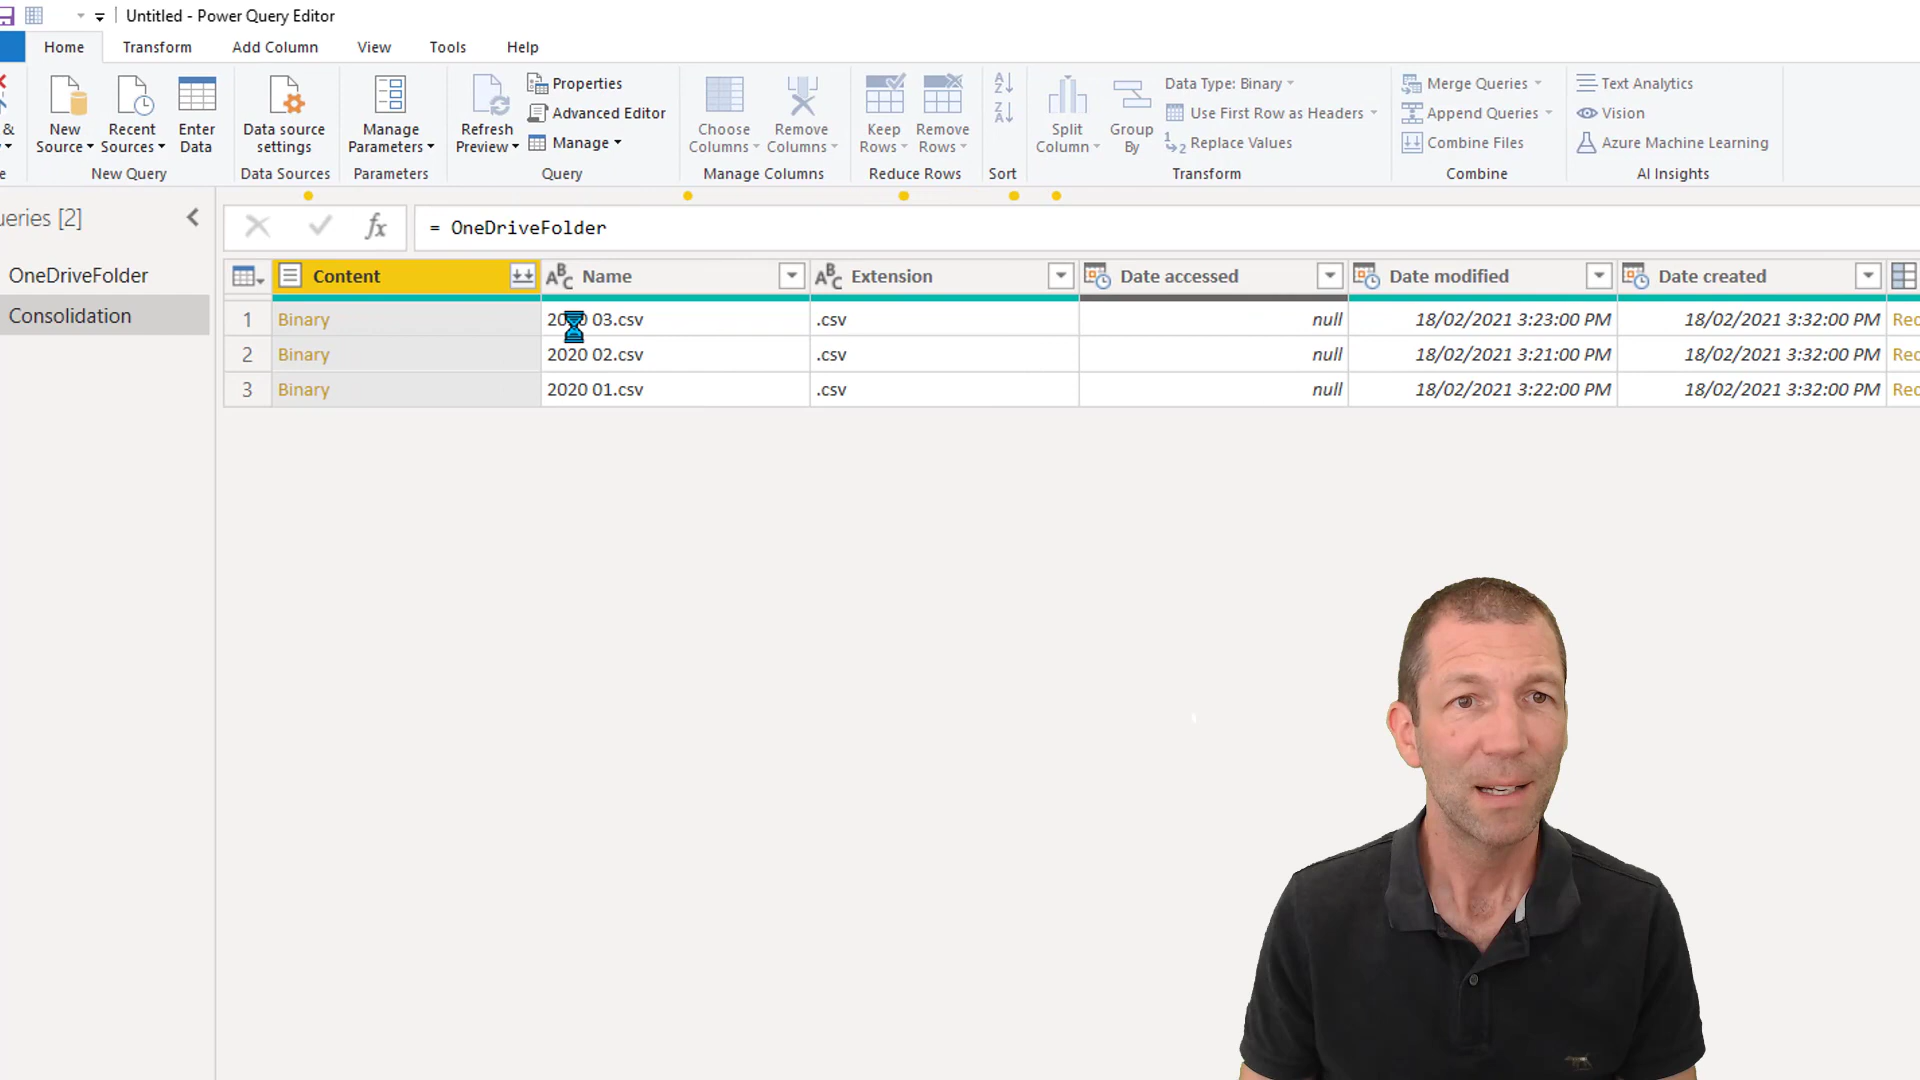 Untitled - Power Query Editor
Home Transform Add Column View Tools Help
New Source
Recent Sources
Enter Data
New Query
Data source settings
Data Sources
Manage Parameters
Parameters
Refresh Preview
Properties
Advanced Editor
Manage
Query
Choose Columns
Remove Columns
Manage Columns
Keep Rows
Remove Rows
Reduce Rows
Sort
Split Column
Group By
Data Type: Binary
Use First Row as Headers
Replace Values
Transform
Merge Queries
Append Queries
Combine Files
Combine
Text Analytics
Vision
Azure Machine Learning
AI Insights
ueries [2]
OneDriveFolder
Consolidation
fx = OneDriveFolder
Content Name Extension Date accessed Date modified Date created
1 Binary 03.csv .csv null 18/02/2021 3:23:00 PM 18/02/2021 3:32:00 PM Rec
2 Binary 2020 02.csv .csv null 18/02/2021 3:21:00 PM 18/02/2021 3:32:00 PM Rec
3 Binary 2020 01.csv .csv null 18/02/2021 3:22:00 PM 18/02/2021 3:32:00 PM Rec